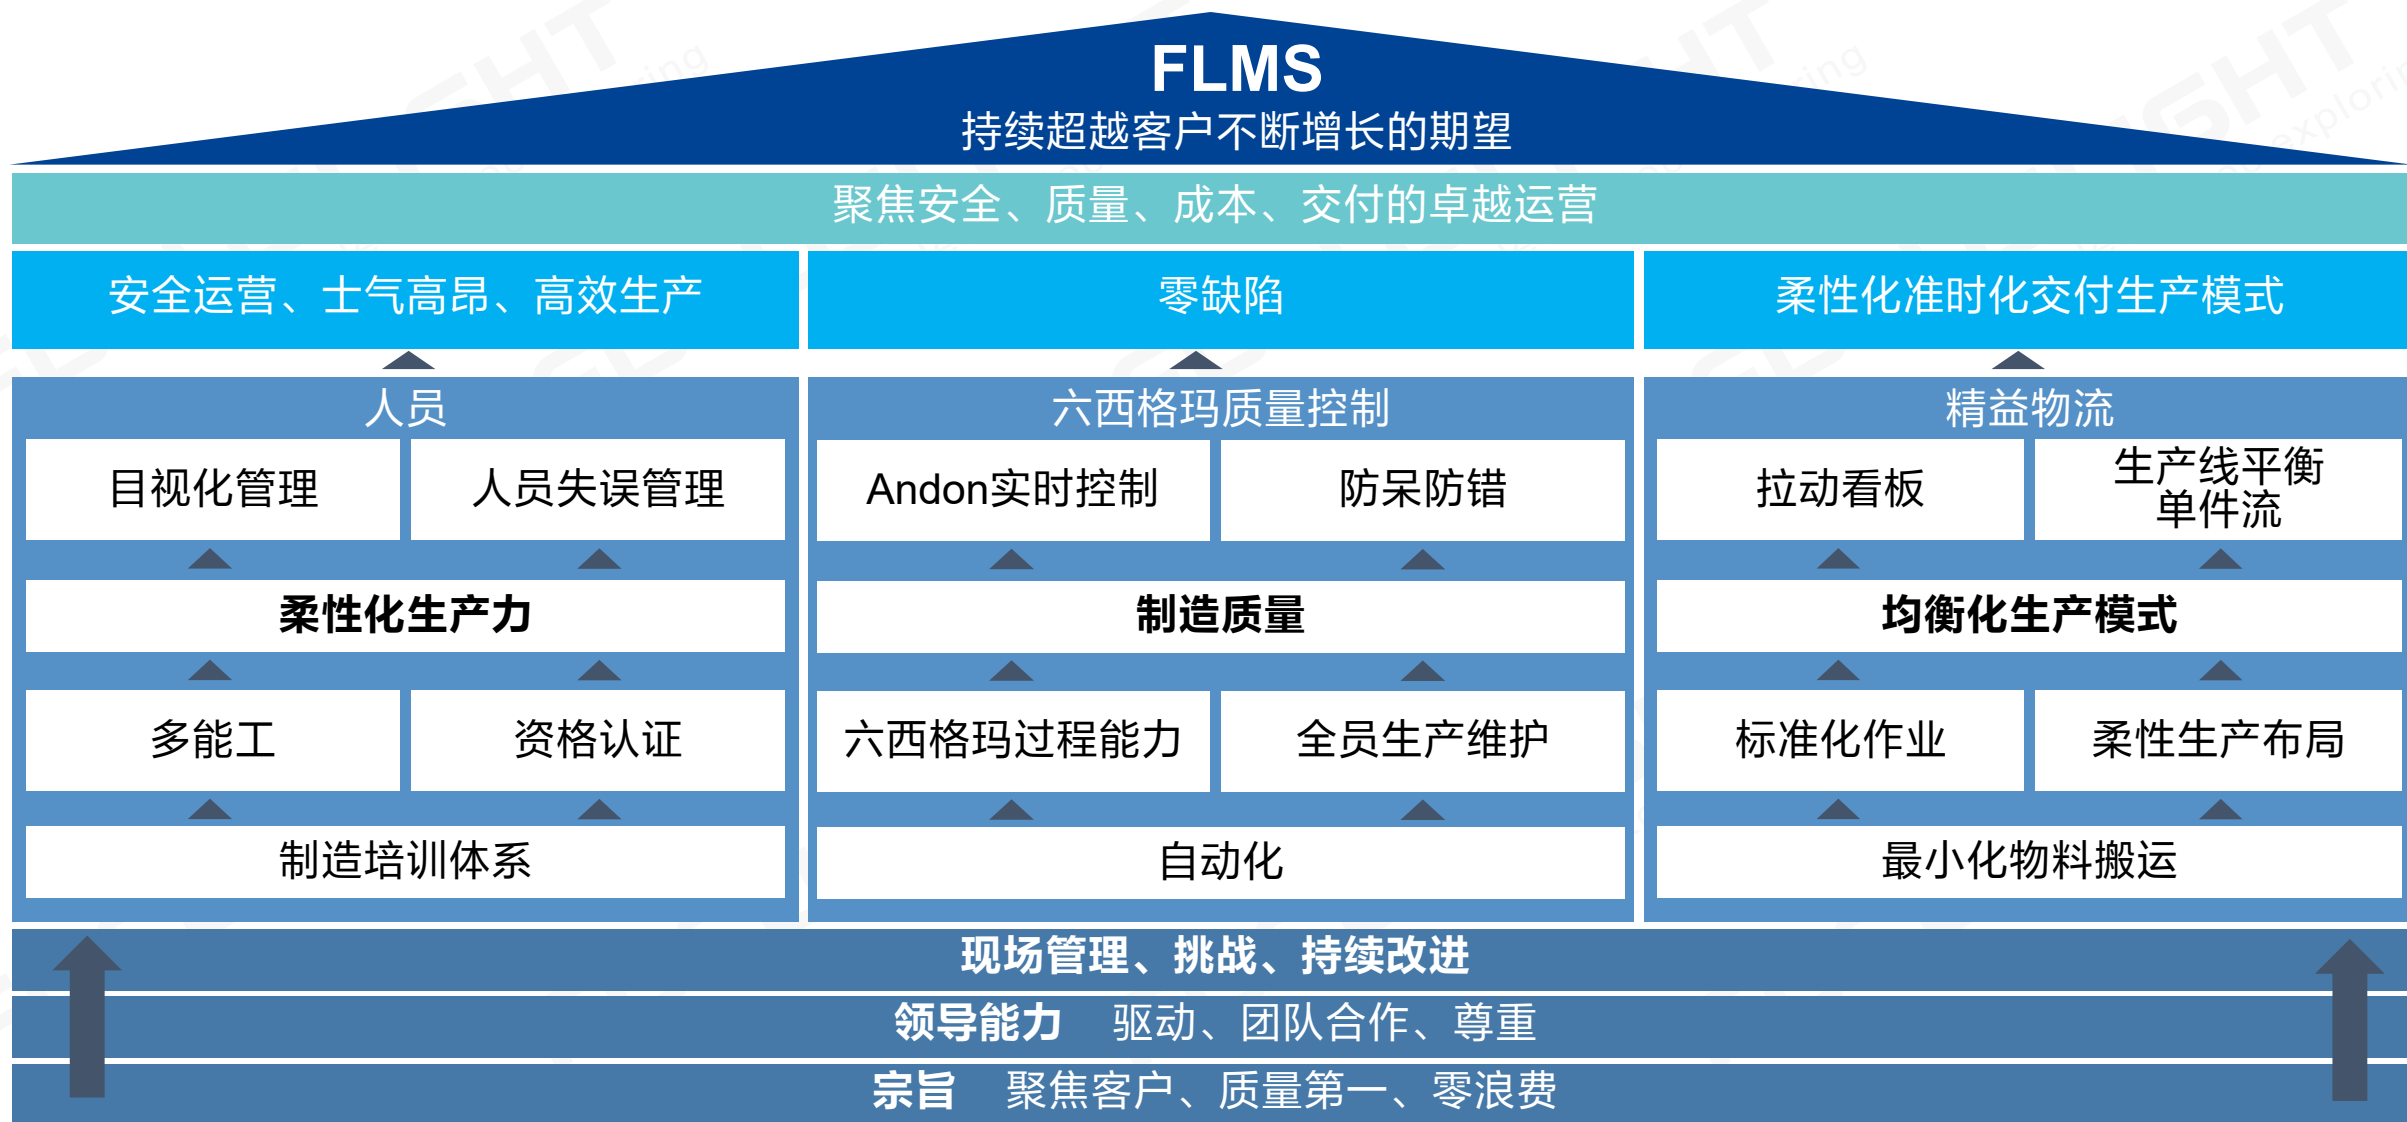 FLMS
持续超越客户不断增长的期望
聚焦安全、质量、成本、交付的卓越运营
安全运营、士气高昂、高效生产
零缺陷
柔性化准时化交付生产模式
人员
目视化管理
人员失误管理
柔性化生产力
多能工
资格认证
制造培训体系
六西格玛质量控制
Andon实时控制
防呆防错
制造质量
六西格玛过程能力
全员生产维护
自动化
精益物流
拉动看板
生产线平衡
单件流
均衡化生产模式
标准化作业
柔性生产布局
最小化物料搬运
现场管理、挑战、持续改进
领导能力 驱动、团队合作、尊重
宗旨 聚焦客户、质量第一、零浪费